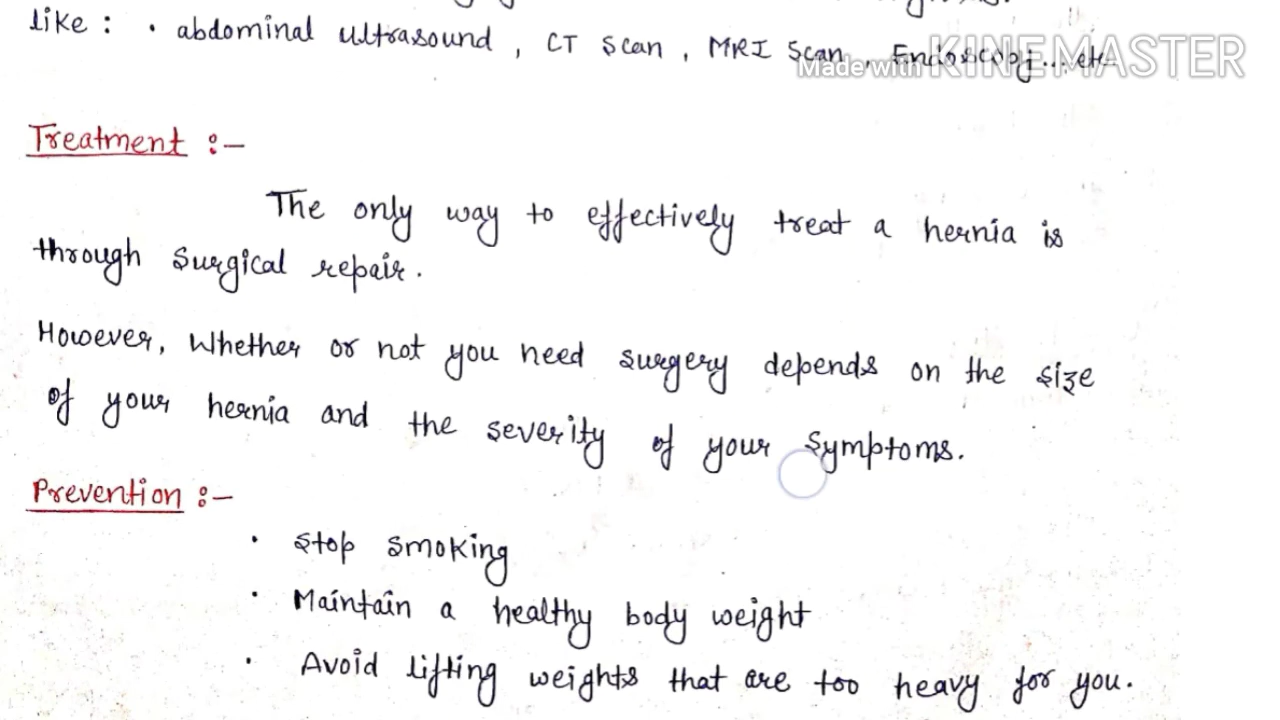 like : • abdominal ultrasound , CT Scan , MRI Scan , Endoscopy... etc
Made with KINEMASTER
Treatment :-
The only way to effectively treat a hernia is
through surgical repair.
However, Whether or not you need surgery depends on the size
of your hernia and the severity of your symptoms.
Prevention :-
• Stop smoking
• Maintain a healthy body weight
• Avoid lifting weights that are too heavy for you.